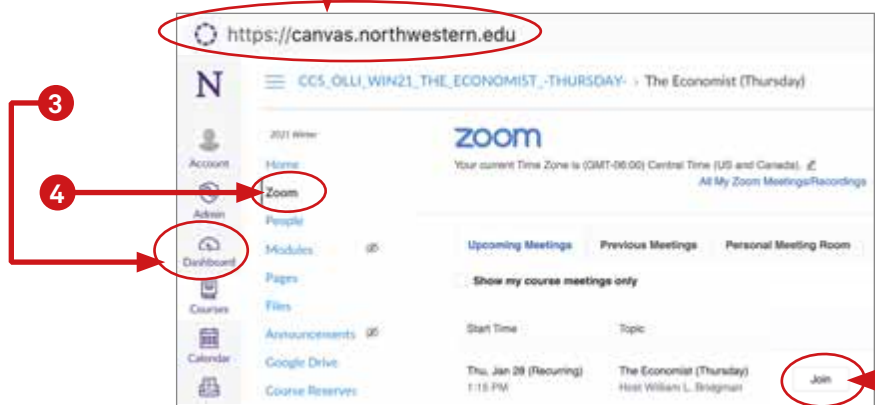 https://canvas.northwestern.edu
N
CCS_OLLI_WIN21_THE_ECONOMIST_-THURSDAY- › The Economist (Thursday)
3
2021 Winter
zoom
Account
Home
Your current Time Zone is (GMT-06:00) Central Time (US and Canada).
All My Zoom Meetings/Recordings
4
Zoom
Admin
People
Dashboard
Modules
Upcoming Meetings
Previous Meetings
Personal Meeting Room
Pages
Show my course meetings only
Courses
Files
Announcements
Start Time
Topic
Calendar
Google Drive
Thu, Jan 28 (Recurring)
The Economist (Thursday)
Join
Course Reserves
1:15 PM
Host William L. Bridgman